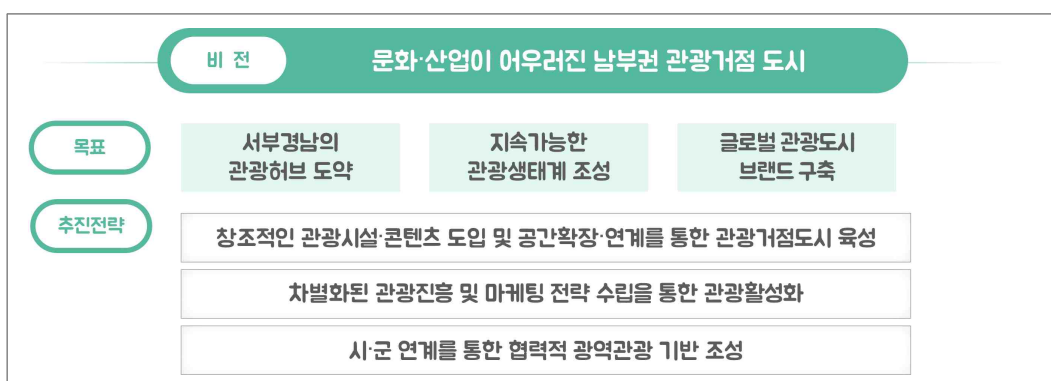 비 전
문화·산업이 어우러진 남부권 관광거점 도시
목표
서부경남의
관광허브 도약
지속가능한
관광생태계 조성
글로벌 관광도시
브랜드 구축
추진전략
창조적인 관광시설·콘텐츠 도입 및 공간확장·연계를 통한 관광거점도시 육성
차별화된 관광진흥 및 마케팅 전략 수립을 통한 관광활성화
시·군 연계를 통한 협력적 광역관광 기반 조성